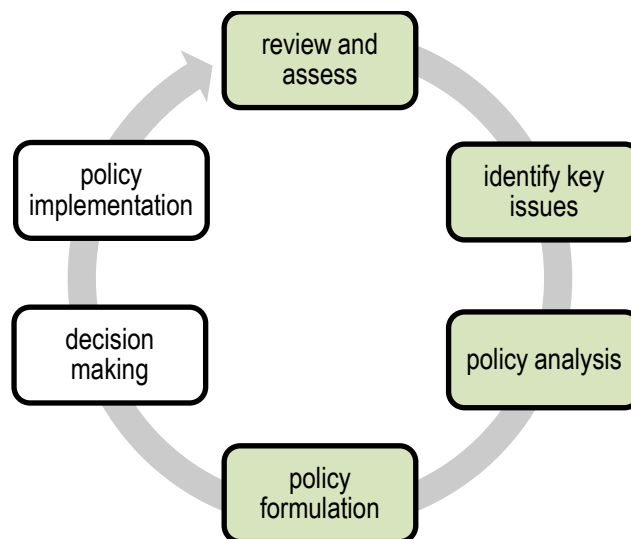 review and
assess
identify key
issues
policy analysis
policy
formulation
decision
making
policy
implementation